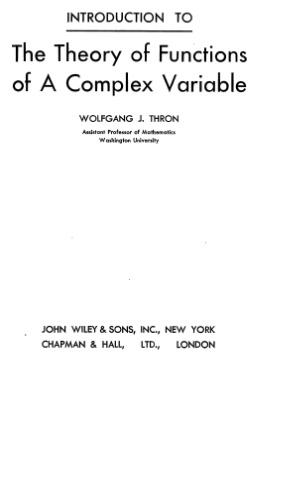 INTRODUCTION TO
The Theory of Functions
of A Complex Variable
WOLFGANG J. THRON
Assistant Professor of Mathematics
Washington University
JOHN WILEY & SONS, INC., NEW YORK
CHAPMAN & HALL, LTD., LONDON